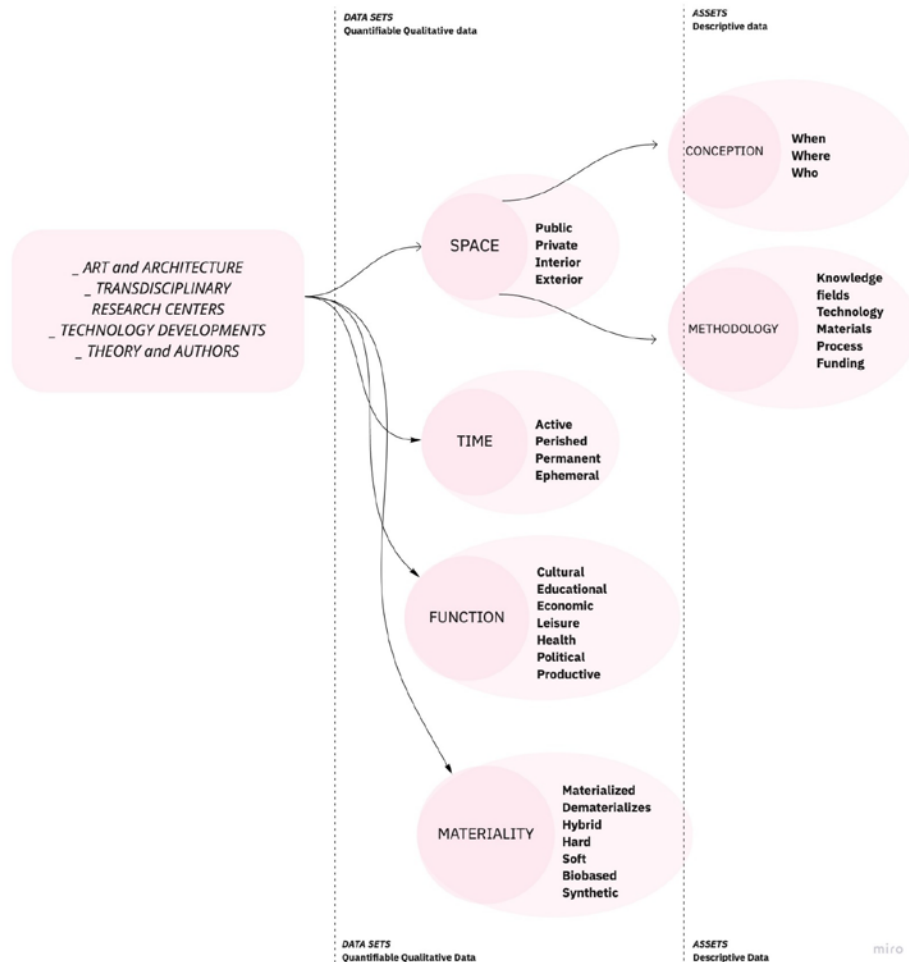 DATA SETS
Quantifiable Qualitative data
ASSETS
Descriptive data
_ ART and ARCHITECTURE
_ TRANSDISCIPLINARY
RESEARCH CENTERS
_ TECHNOLOGY DEVELOPMENTS
_ THEORY and AUTHORS
SPACE
Public
Private
Interior
Exterior
CONCEPTION
When
Where
Who
METHODOLOGY
Knowledge
fields
Technology
Materials
Process
Funding
TIME
Active
Perished
Permanent
Ephemeral
FUNCTION
Cultural
Educational
Economic
Leisure
Health
Political
Productive
MATERIALITY
Materialized
Dematerializes
Hybrid
Hard
Soft
Biobased
Synthetic
DATA SETS
Quantifiable Qualitative Data
ASSETS
Descriptive Data
miro